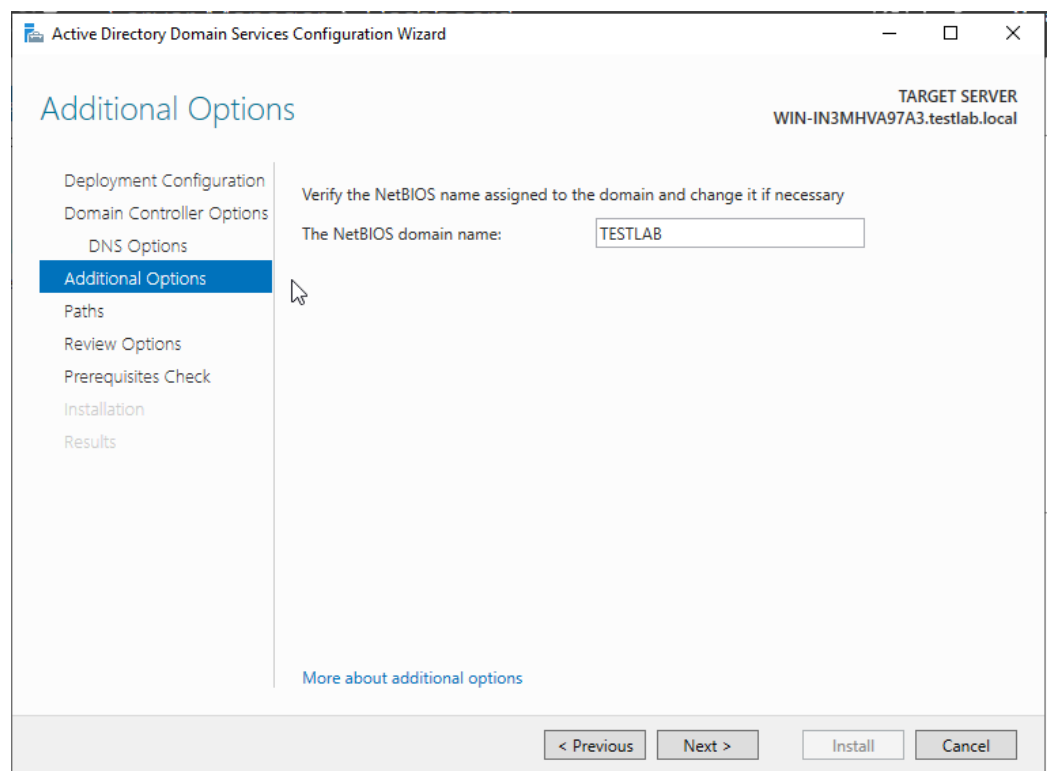 Active Directory Domain Services Configuration Wizard
Additional Options
TARGET SERVER
WIN-IN3MHVA97A3.testlab.local
Deployment Configuration
Domain Controller Options
DNS Options
Additional Options
Paths
Review Options
Prerequisites Check
Installation
Results
Verify the NetBIOS name assigned to the domain and change it if necessary
The NetBIOS domain name: TESTLAB
More about additional options
< Previous Next > Install Cancel